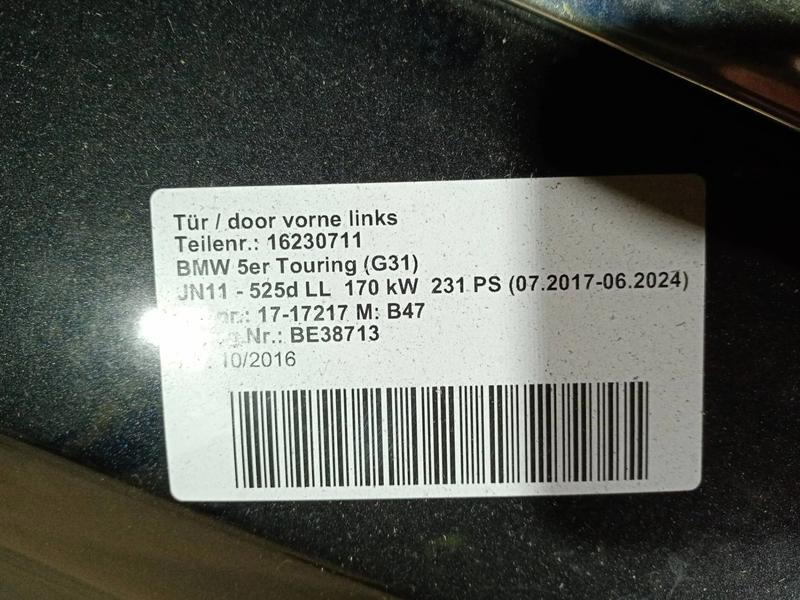 Tür / door vorne links
Teilenr.: 16230711
BMW 5er Touring (G31)
JN11 - 525d LL 170 kW 231 PS (07.2017-06.2024)
17-17217 M: B47
Nr.: BE38713
10/2016